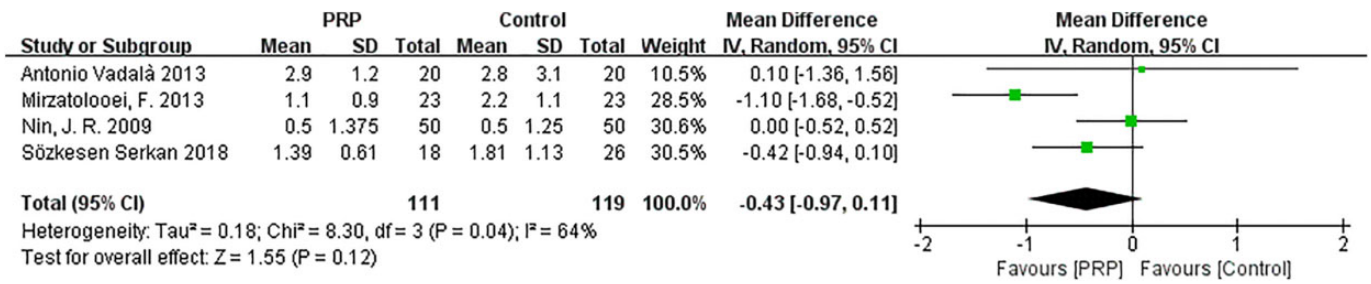 PRP Control Mean Difference Mean Difference
Study or Subgroup Mean SD Total Mean SD Total Weight IV, Random, 95% CI IV, Random, 95% CI
Antonio Vadalà 2013 2.9 1.2 20 2.8 3.1 20 10.5% 0.10 [-1.36, 1.56]
Mirzatolooei, F. 2013 1.1 0.9 23 2.2 1.1 23 28.5% -1.10 [-1.68, -0.52]
Nin, J. R. 2009 0.5 1.375 50 0.5 1.25 50 30.6% 0.00 [-0.52, 0.52]
Sözkesen Serkan 2018 1.39 0.61 18 1.81 1.13 26 30.5% -0.42 [-0.94, 0.10]
Total (95% CI) 111 119 100.0% -0.43 [-0.97, 0.11]
Heterogeneity: Tau² = 0.18; Chi² = 8.30, df = 3 (P = 0.04); I² = 64%
Test for overall effect: Z = 1.55 (P = 0.12)
-2 -1 0 1 2
Favours [PRP] Favours [Control]